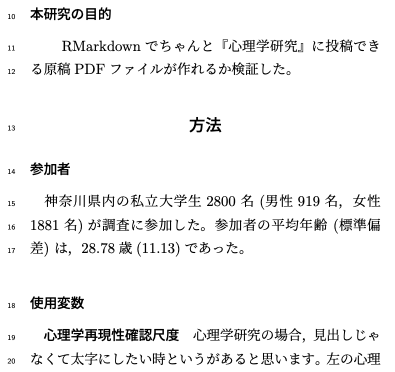 10 本研究の目的
11 RMarkdown でちゃんと『心理学研究』に投稿でき
12 る原稿 PDF ファイルが作れるか検証した。
13 方法
14 参加者
15 神奈川県内の私立大学生 2800 名 (男性 919 名，女性
16 1881 名) が調査に参加した。参加者の平均年齢 (標準偏
17 差) は，28.78 歳 (11.13) であった。
18 使用変数
19 心理学再現性確認尺度　心理学研究の場合，見出しじゃ
20 なくて太字にしたい時というがあると思います。左の心理